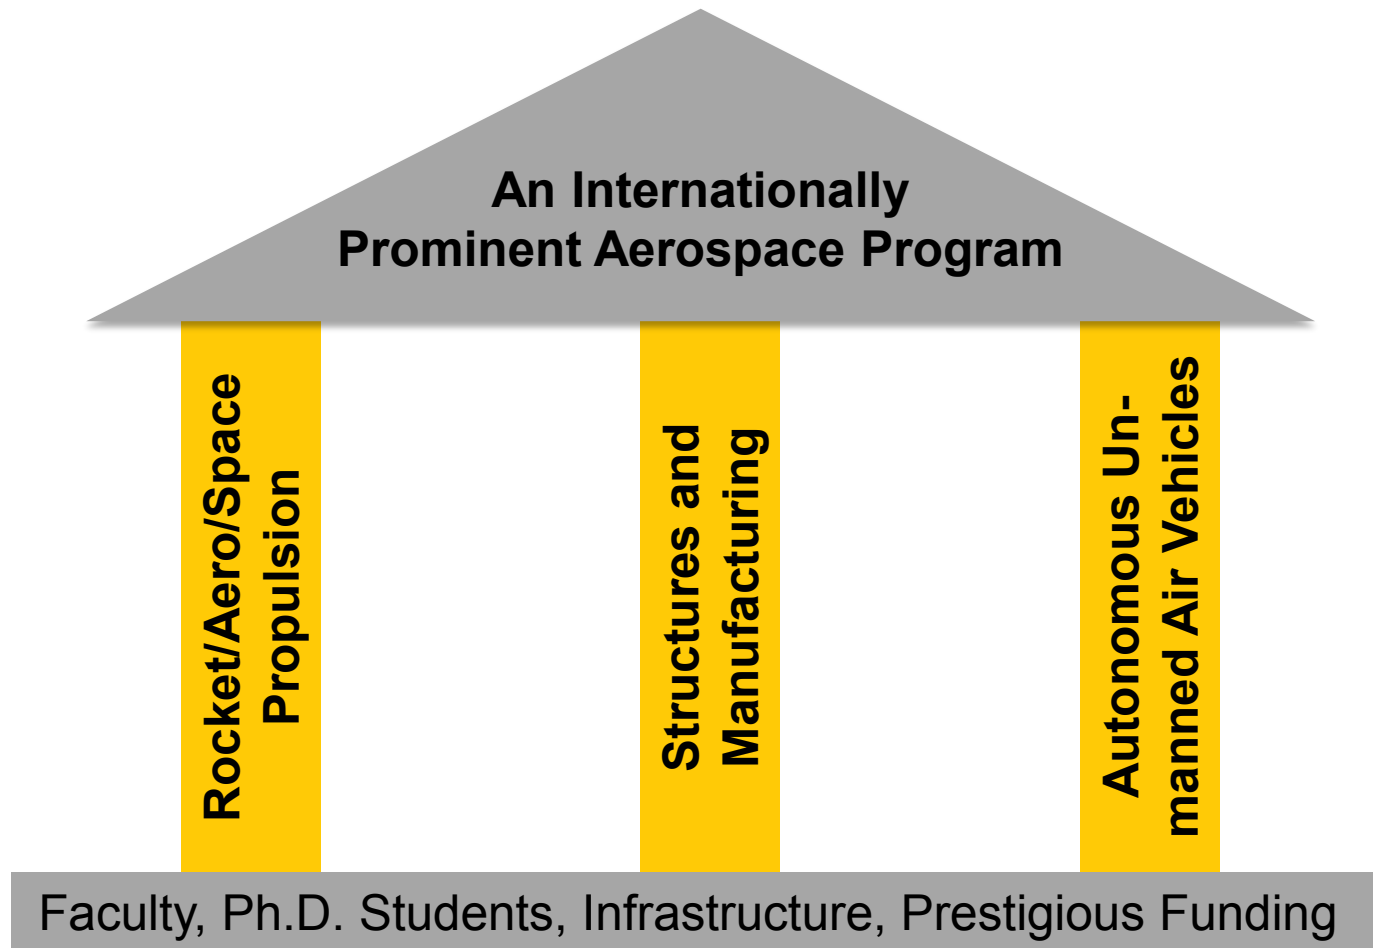 An Internationally
Prominent Aerospace Program
Rocket/Aero/Space
Propulsion
Structures and
Manufacturing
Autonomous Un-
manned Air Vehicles
Faculty, Ph.D. Students, Infrastructure, Prestigious Funding